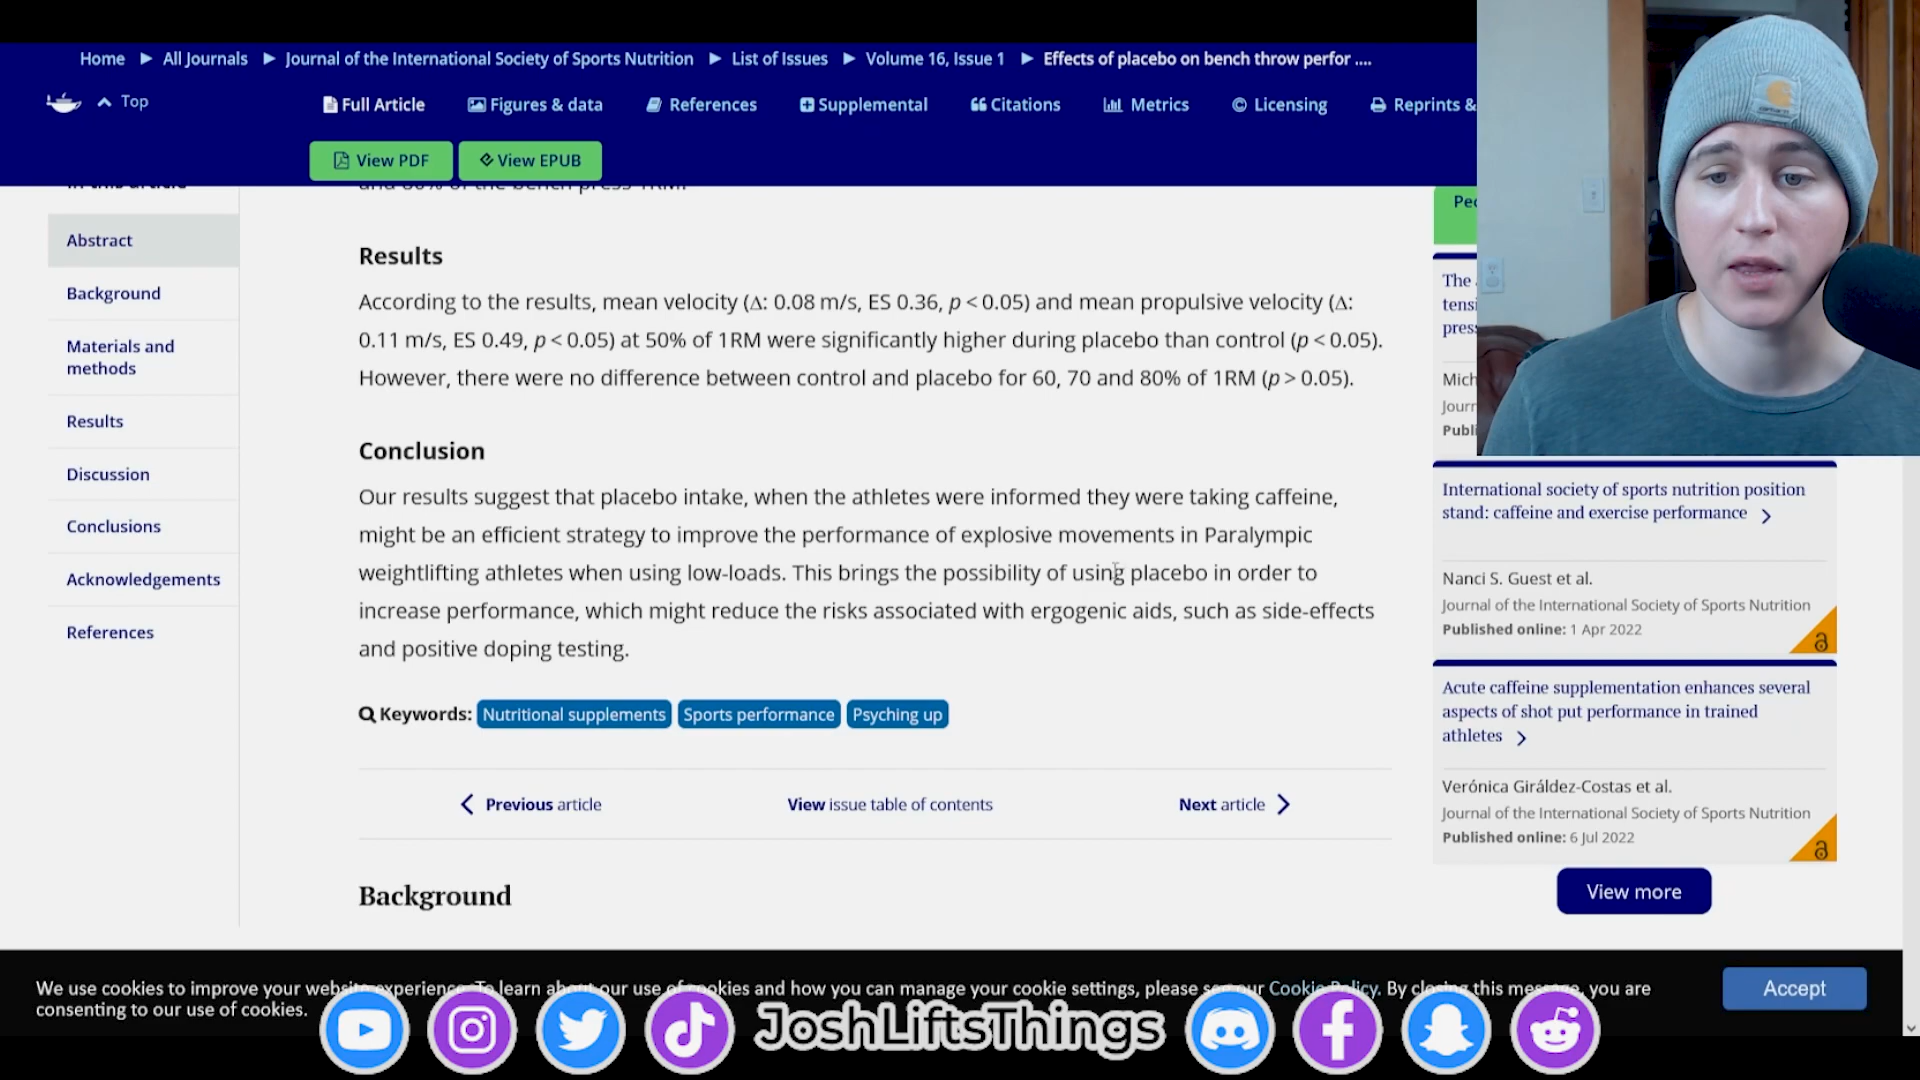 Home ▶ All Journals ▶ Journal of the International Society of Sports Nutrition ▶ List of Issues ▶ Volume 16, Issue 1 ▶ Effects of placebo on bench throw perfor ....
Top
Full Article Figures & data References Supplemental Citations Metrics Licensing Reprints &
View PDF View EPUB
In this article
Abstract
Background
Materials and
methods
Results
Discussion
Conclusions
Acknowledgements
References
and 80% of the bench press 1RM.
Results
According to the results, mean velocity (Δ: 0.08 m/s, ES 0.36, p < 0.05) and mean propulsive velocity (Δ:
0.11 m/s, ES 0.49, p < 0.05) at 50% of 1RM were significantly higher during placebo than control (p < 0.05).
However, there were no difference between control and placebo for 60, 70 and 80% of 1RM (p > 0.05).
Conclusion
Our results suggest that placebo intake, when the athletes were informed they were taking caffeine,
might be an efficient strategy to improve the performance of explosive movements in Paralympic
weightlifting athletes when using low-loads. This brings the possibility of using placebo in order to
increase performance, which might reduce the risks associated with ergogenic aids, such as side-effects
and positive doping testing.
Keywords: Nutritional supplements Sports performance Psyching up
Previous article View issue table of contents Next article
Background
The
press
Mich
Journ
Publi
International society of sports nutrition position
stand: caffeine and exercise performance
Nanci S. Guest et al.
Journal of the International Society of Sports Nutrition
Published online: 1 Apr 2022
Acute caffeine supplementation enhances several
aspects of shot put performance in trained
athletes
Verónica Giráldez-Costas et al.
Journal of the International Society of Sports Nutrition
Published online: 6 Jul 2022
View more
We use cookies to improve your website experience. To learn about our use of cookies and how you can manage your cookie settings, please see our Cookie Policy. By closing this message, you are
consenting to our use of cookies.
Accept
JoshLiftsThings